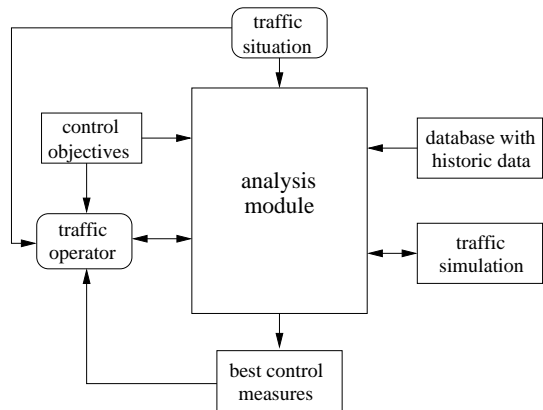 traffic
situation
control
objectives
database with
historic data
analysis
module
traffic
operator
traffic
simulation
best control
measures